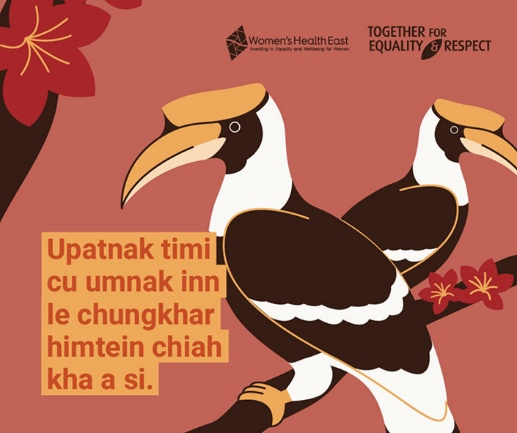 Women's Health East
Investing in Equality and Wellbeing for Women
TOGETHER FOR
EQUALITY & RESPECT
Upatnak timi
cu umnak inn
le chungkhar
himtein chiah
kha a si.